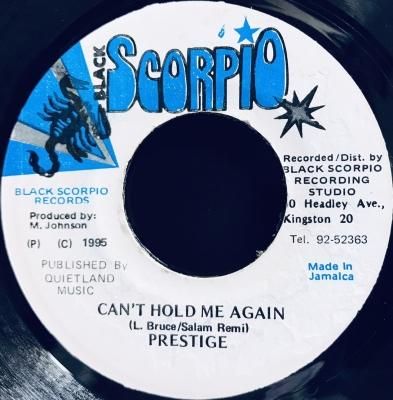 BLACK
SCORPIO
BLACK SCORPIO
RECORDS
Produced by:
M. Johnson
(P) (C) 1995
PUBLISHED By
QUIETLAND
MUSIC
Recorded/Dist. by
BLACK SCORPIO
RECORDING
STUDIO
0 Headley Ave.,
Kingston 20
Tel. 92-52363
Made In
Jamaica
CAN'T HOLD ME AGAIN
(L. Bruce/Salam Remi)
PRESTIGE